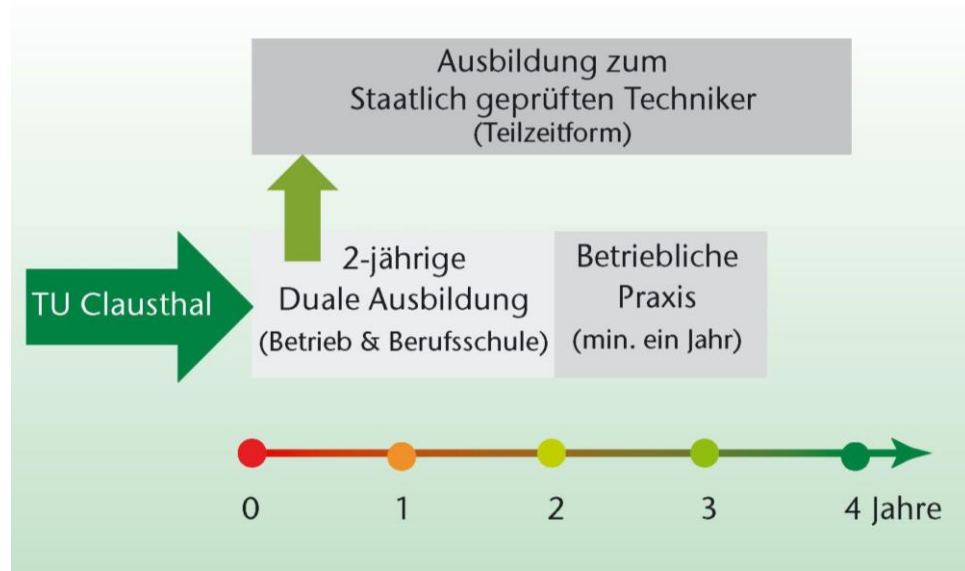 Ausbildung zum
Staatlich geprüften Techniker
(Teilzeitform)
TU Clausthal
2-jährige
Duale Ausbildung
(Betrieb & Berufsschule)
Betriebliche
Praxis
(min. ein Jahr)
0 1 2 3 4 Jahre